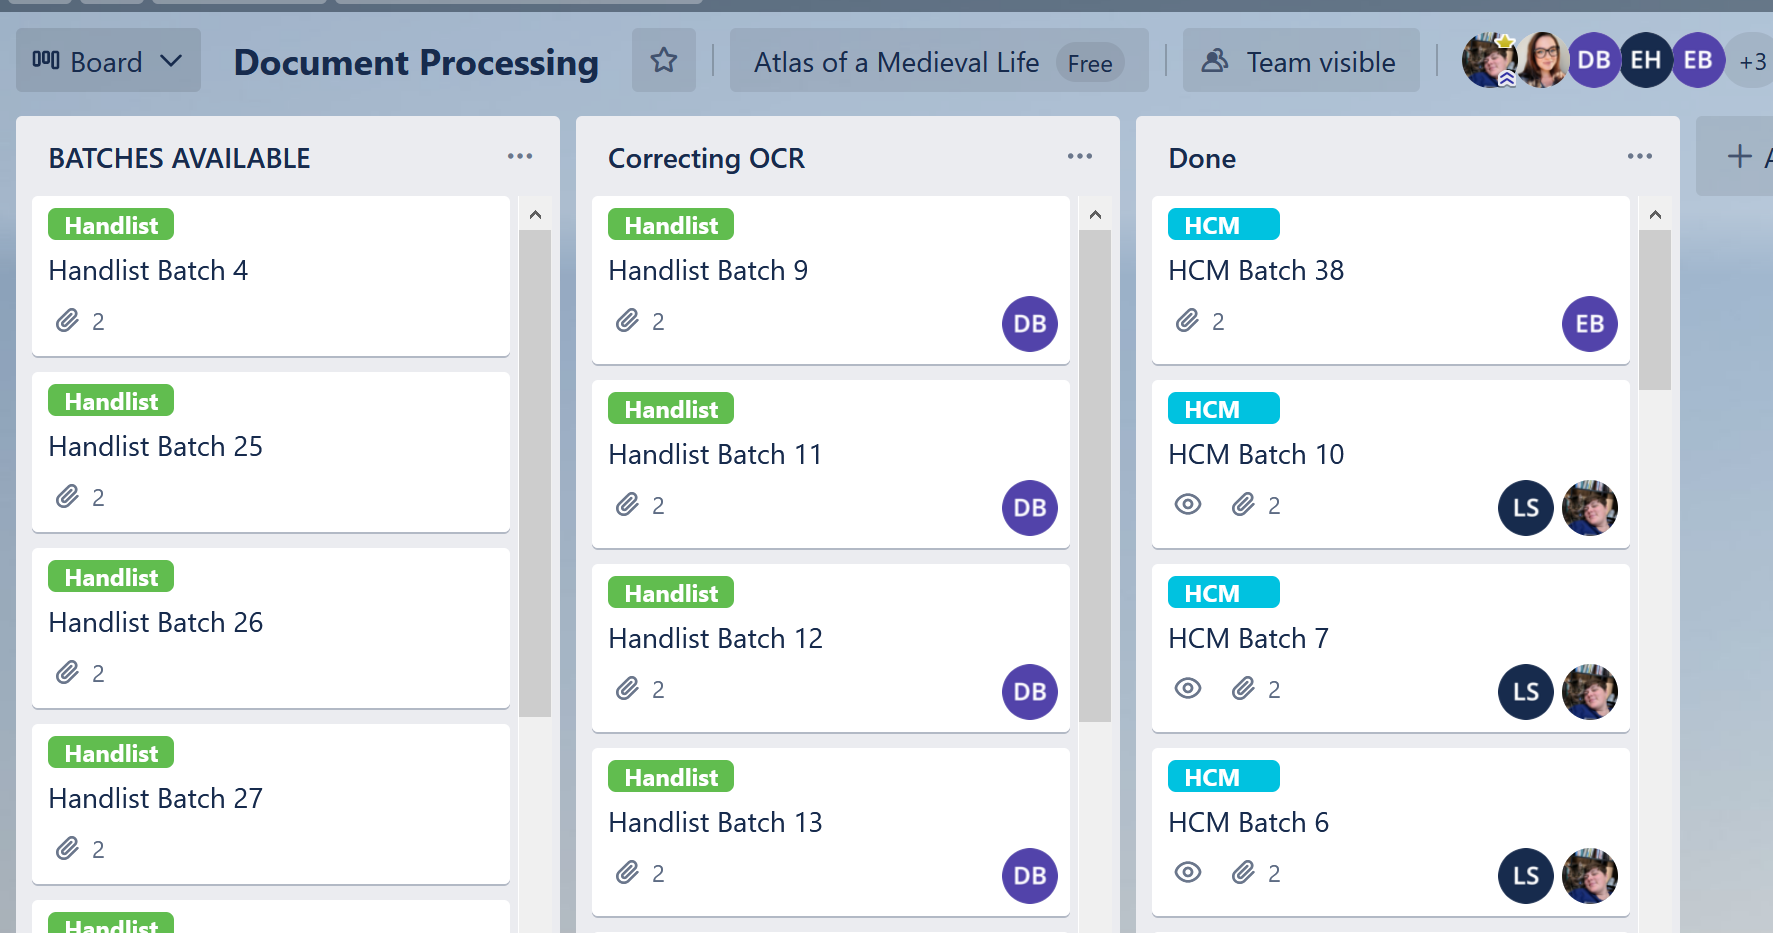 Board
Document Processing
Atlas of a Medieval Life Free
Team visible
DB EH EB +3
BATCHES AVAILABLE
Handlist
Handlist Batch 4
2
Handlist
Handlist Batch 25
2
Handlist
Handlist Batch 26
2
Handlist
Handlist Batch 27
2
Handlist
Correcting OCR
Handlist
Handlist Batch 9
2
DB
Handlist
Handlist Batch 11
2
DB
Handlist
Handlist Batch 12
2
DB
Handlist
Handlist Batch 13
2
DB
Done
HCM
HCM Batch 38
2
EB
HCM
HCM Batch 10
2
LS
HCM
HCM Batch 7
2
LS
HCM
HCM Batch 6
2
LS